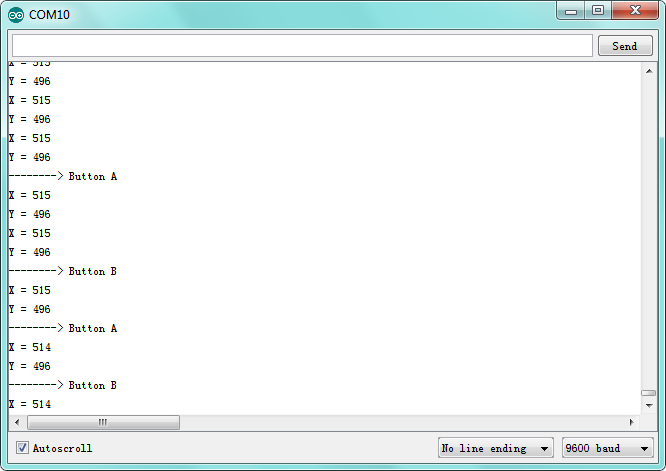 COM10
Send
X = 515
Y = 496
X = 515
Y = 496
X = 515
Y = 496
--------> Button A
X = 515
Y = 496
X = 515
Y = 496
--------> Button B
X = 515
Y = 496
--------> Button A
X = 514
Y = 496
--------> Button B
X = 514
Autoscroll
No line ending
9600 baud